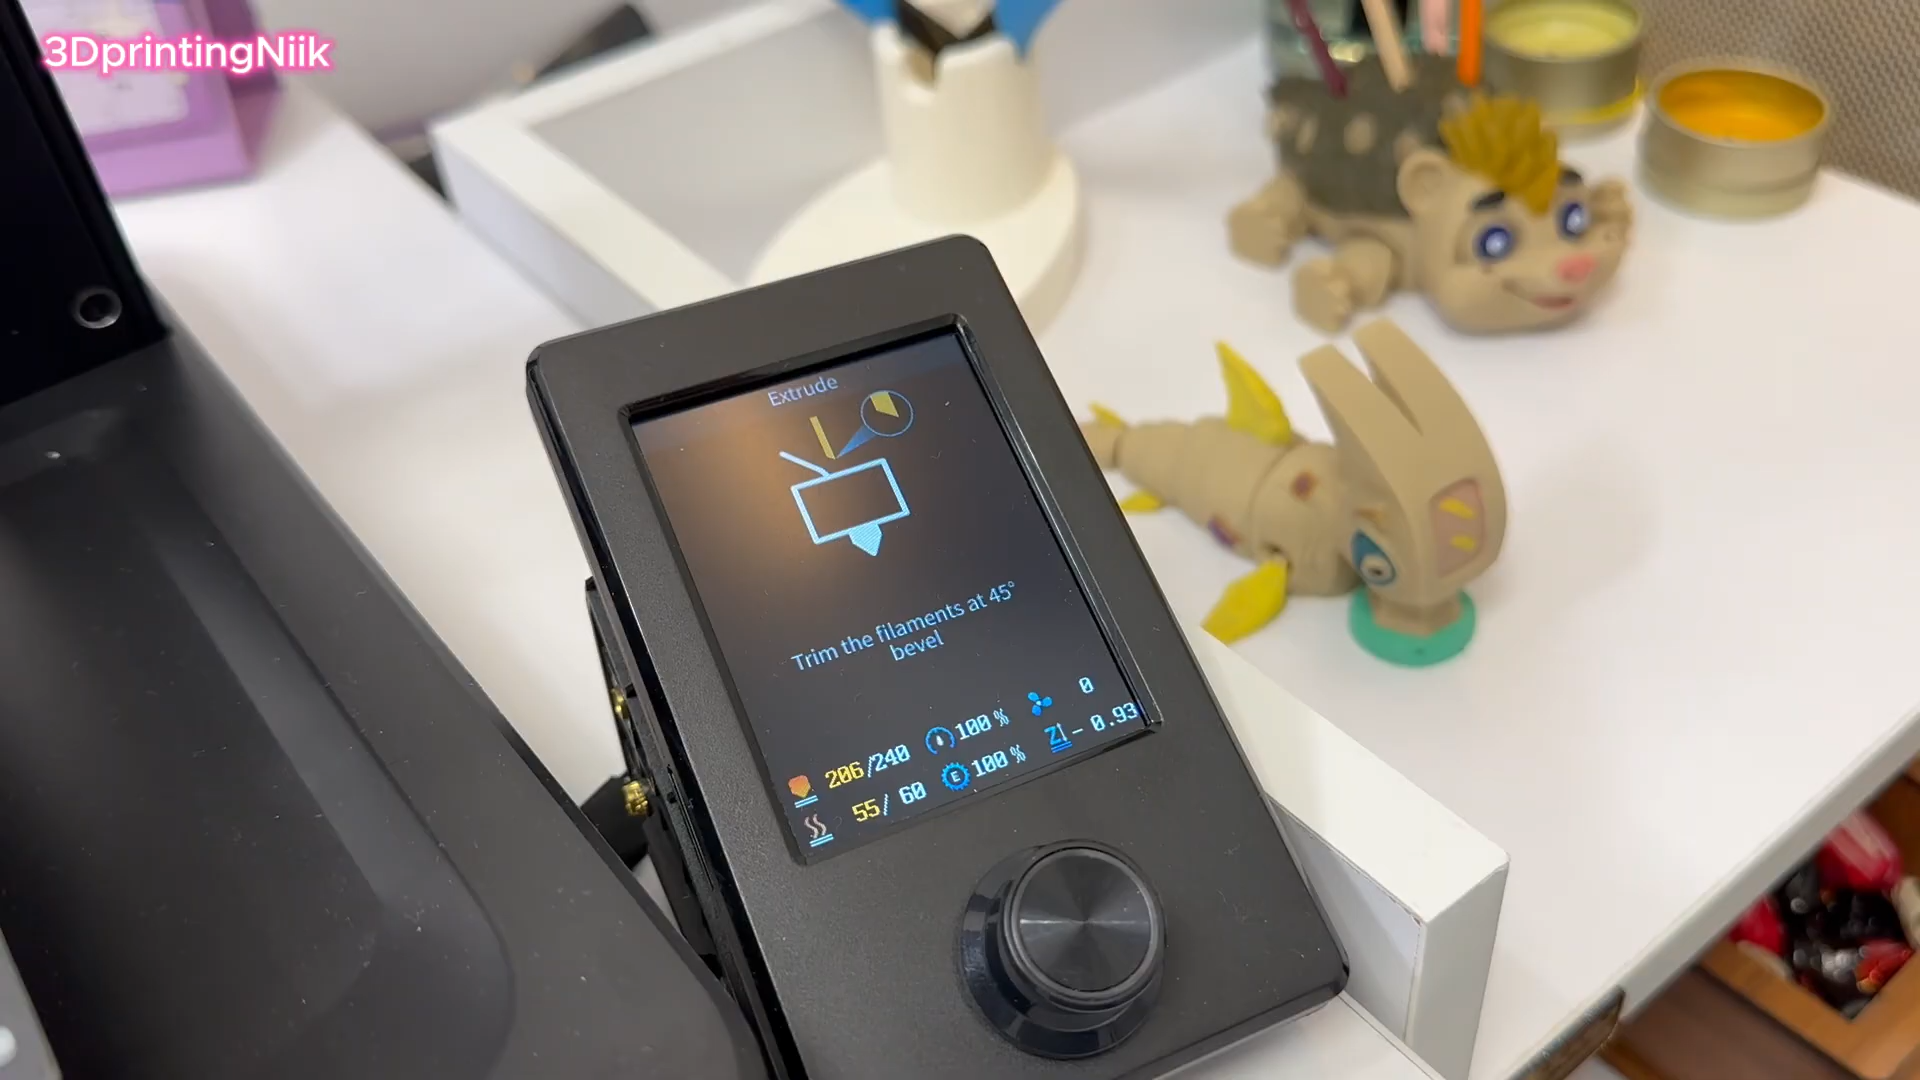 3DprintingNiik
Extrude
Trim the filaments at 45°
bevel
206/240 100% 0
55/ 60 E 100% Z -0.93